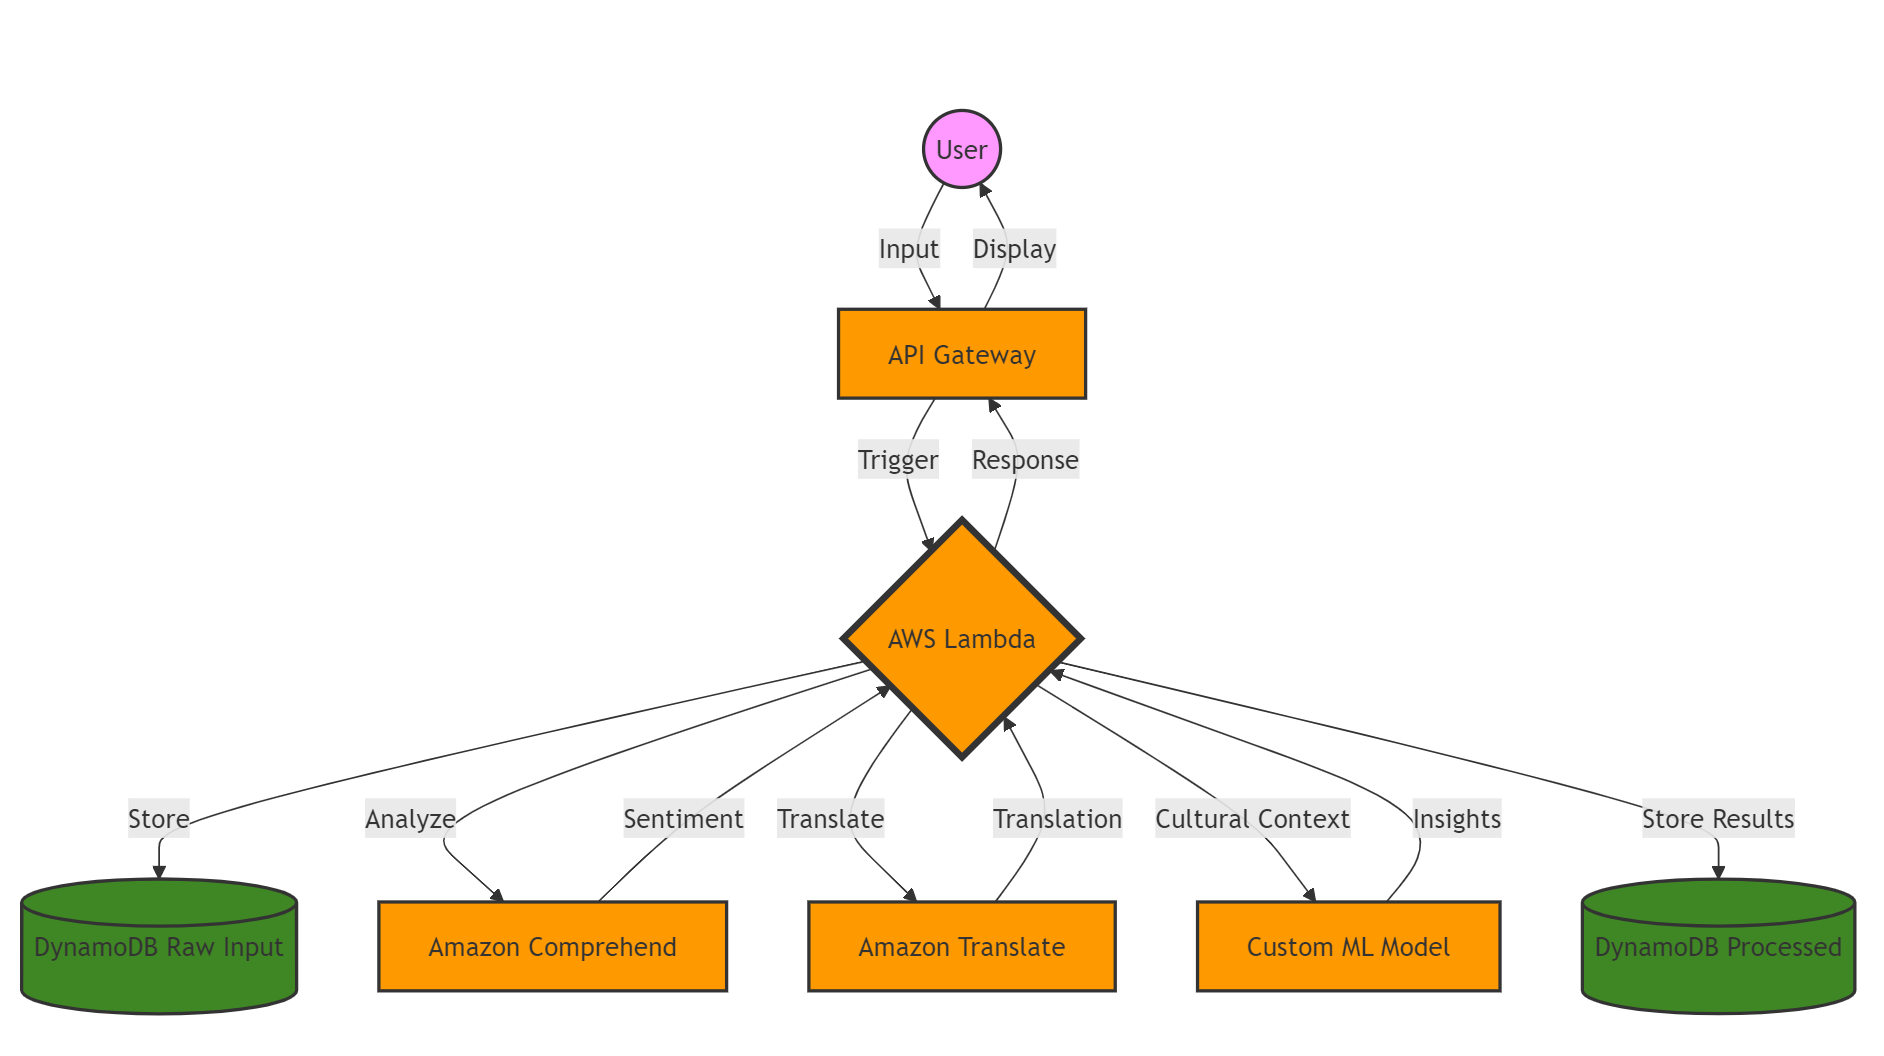 User
Input
Display
API Gateway
Trigger
Response
AWS Lambda
Store
Analyze
Sentiment
Translate
Translation
Cultural Context
Insights
Store Results
DynamoDB Raw Input
Amazon Comprehend
Amazon Translate
Custom ML Model
DynamoDB Processed